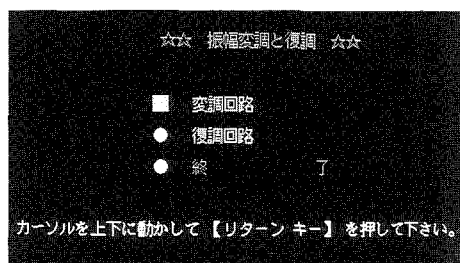 ☆☆ 振幅変調と復調 ☆☆
■ 変調回路
● 復調回路
● 終 了
カーソルを上下に動かして 【リターン キー】 を押して下さい。